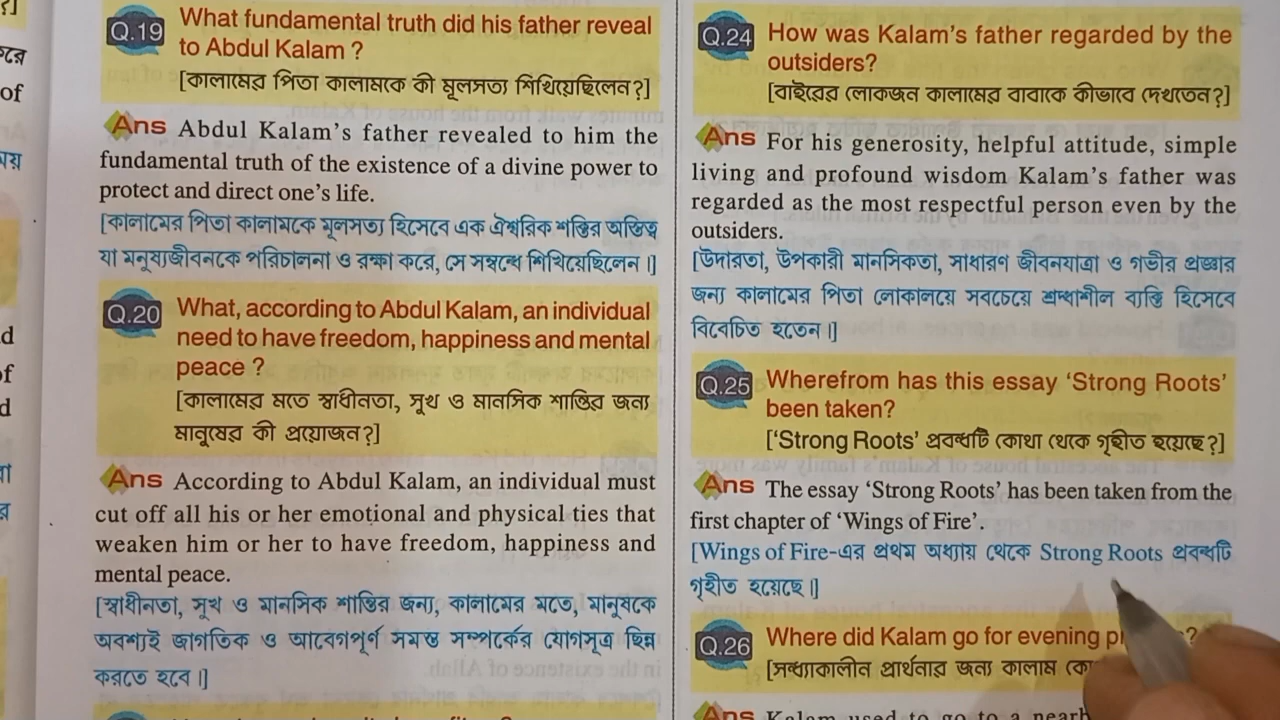 ?]
করে
of
ময়
d
of
d
রা
র
Q.19 What fundamental truth did his father reveal
to Abdul Kalam ?
[কালামের পিতা কালামকে কী মূলসত্য শিখিয়েছিলেন?]
Ans Abdul Kalam's father revealed to him the
fundamental truth of the existence of a divine power to
protect and direct one's life.
[কালামের পিতা কালামকে মূলসত্য হিসেবে এক ঐশ্বরিক শক্তির অস্তিত্ব
যা মনুষ্যজীবনকে পরিচালনা ও রক্ষা করে, সে সম্বন্ধে শিখিয়েছিলেন।]
Q.20 What, according to Abdul Kalam, an individual
need to have freedom, happiness and mental
peace ?
[কালামের মতে স্বাধীনতা, সুখ ও মানসিক শান্তির জন্য
মানুষের কী প্রয়োজন?]
Ans According to Abdul Kalam, an individual must
cut off all his or her emotional and physical ties that
weaken him or her to have freedom, happiness and
mental peace.
[স্বাধীনতা, সুখ ও মানসিক শান্তির জন্য, কালামের মতে, মানুষকে
অবশ্যই জাগতিক ও আবেগপূর্ণ সমস্ত সম্পর্কের যোগসূত্র ছিন্ন
করতে হবে।]
Q.24 How was Kalam's father regarded by the
outsiders?
[বাইরের লোকজন কালামের বাবাকে কীভাবে দেখতেন?]
Ans For his generosity, helpful attitude, simple
living and profound wisdom Kalam's father was
regarded as the most respectful person even by the
outsiders.
[উদারতা, উপকারী মানসিকতা, সাধারণ জীবনযাত্রা ও গভীর প্রজ্ঞার
জন্য কালামের পিতা লোকালয়ে সবচেয়ে শ্রদ্ধাশীল ব্যক্তি হিসেবে
বিবেচিত হতেন।]
Q.25 Wherefrom has this essay 'Strong Roots'
been taken?
['Strong Roots' প্রবন্ধটি কোথা থেকে গৃহীত হয়েছে?]
Ans The essay 'Strong Roots' has been taken from the
first chapter of 'Wings of Fire'.
[Wings of Fire-এর প্রথম অধ্যায় থেকে Strong Roots প্রবন্ধটি
গৃহীত হয়েছে।]
Q.26 Where did Kalam go for evening ?
[সন্ধ্যাকালীন প্রার্থনার জন্য কালাম
Ans Kalam used to go to a